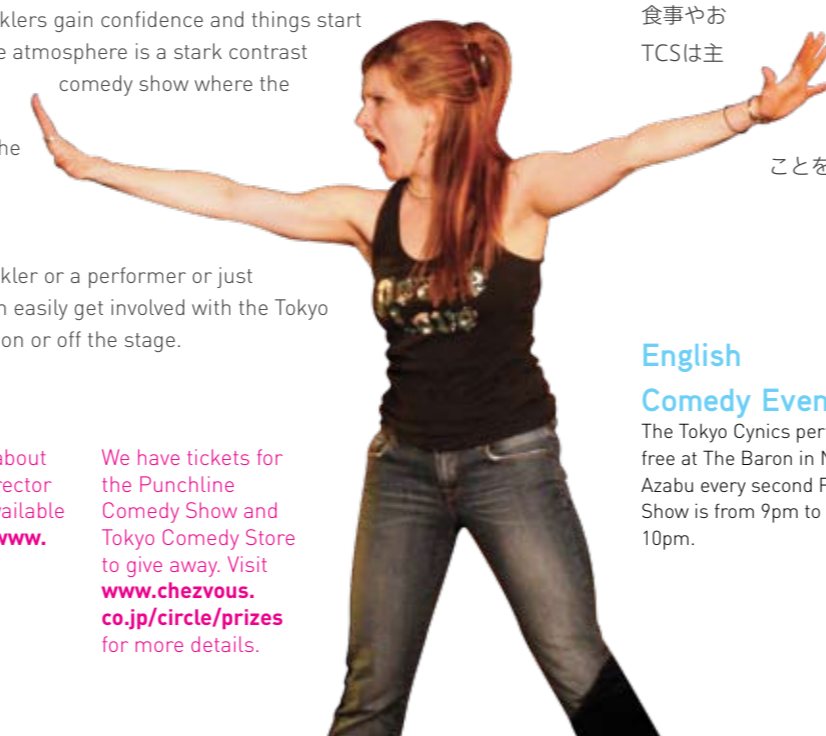 klers gain confidence and things start
e atmosphere is a stark contrast
comedy show where the
he
kler or a performer or just
n easily get involved with the Tokyo
on or off the stage.
about
rector
vailable
www.
We have tickets for
the Punchline
Comedy Show and
Tokyo Comedy Store
to give away. Visit
www.chezvous.
co.jp/circle/prizes
for more details.
食事やお
TCSは主
ことを
English
Comedy Even
The Tokyo Cynics per
free at The Baron in N
Azabu every second F
Show is from 9pm to
10pm.